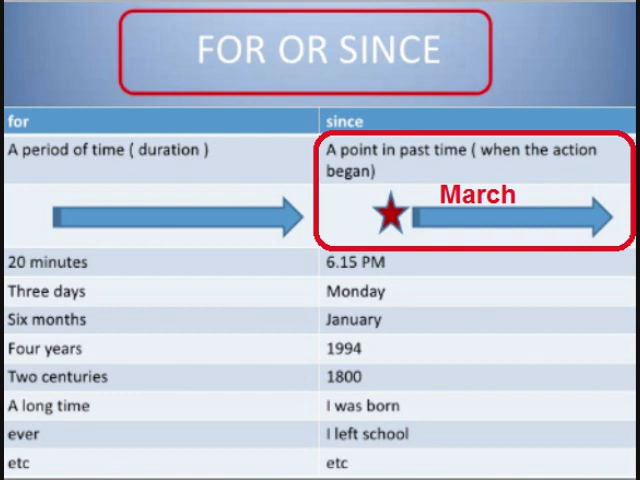 FOR OR SINCE
for
since
A period of time ( duration )
A point in past time ( when the action
began)
March
20 minutes
6.15 PM
Three days
Monday
Six months
January
Four years
1994
Two centuries
1800
A long time
I was born
ever
I left school
etc
etc